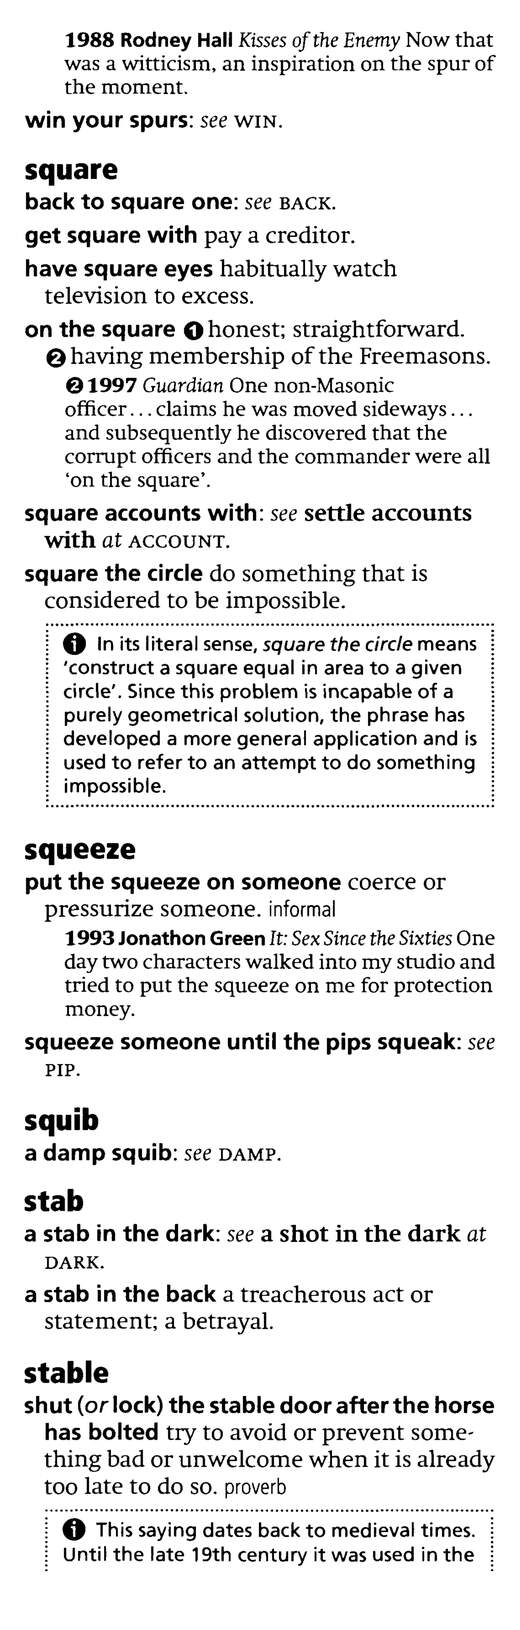 1988 Rodney Hall Kisses of the Enemy Now that
was a witticism, an inspiration on the spur of
the moment.
win your spurs: see WIN.
square
back to square one: see BACK.
get square with pay a creditor.
have square eyes habitually watch
television to excess.
on the square ❶ honest; straightforward.
❷ having membership of the Freemasons.
❷ 1997 Guardian One non-Masonic
officer... claims he was moved sideways...
and subsequently he discovered that the
corrupt officers and the commander were all
'on the square'.
square accounts with: see settle accounts
with at ACCOUNT.
square the circle do something that is
considered to be impossible.
In its literal sense, square the circle means
'construct a square equal in area to a given
circle'. Since this problem is incapable of a
purely geometrical solution, the phrase has
developed a more general application and is
used to refer to an attempt to do something
impossible.
squeeze
put the squeeze on someone coerce or
pressurize someone. informal
1993 Jonathon Green It: Sex Since the Sixties One
day two characters walked into my studio and
tried to put the squeeze on me for protection
money.
squeeze someone until the pips squeak: see
PIP.
squib
a damp squib: see DAMP.
stab
a stab in the dark: see a shot in the dark at
DARK.
a stab in the back a treacherous act or
statement; a betrayal.
stable
shut (or lock) the stable door after the horse
has bolted try to avoid or prevent some-
thing bad or unwelcome when it is already
too late to do so. proverb
This saying dates back to medieval times.
Until the late 19th century it was used in the